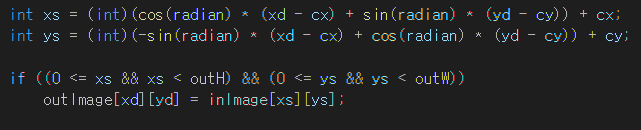 int xs = (int)(cos(radian) * (xd - cx) + sin(radian) * (yd - cy)) + cx;
int ys = (int)(-sin(radian) * (xd - cx) + cos(radian) * (yd - cy)) + cy;
if ((0 <= xs && xs < outH) && (0 <= ys && ys < outW))
outImage[xd][yd] = inImage[xs][ys];